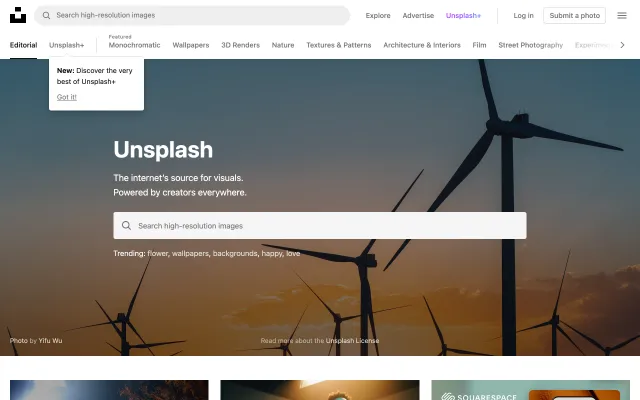 Search high-resolution images
Explore
Advertise
Unsplash+
Log in
Submit a photo
Editorial
Unsplash+
Featured
Monochromatic
Wallpapers
3D Renders
Nature
Textures & Patterns
Architecture & Interiors
Film
Street Photography
New: Discover the very
best of Unsplash+
Got it!
Unsplash
The internet's source for visuals.
Powered by creators everywhere.
Search high-resolution images
Trending: flower, wallpapers, backgrounds, happy, love
Photo by Yifu Wu
Read more about the Unsplash License
SQUARESPACE